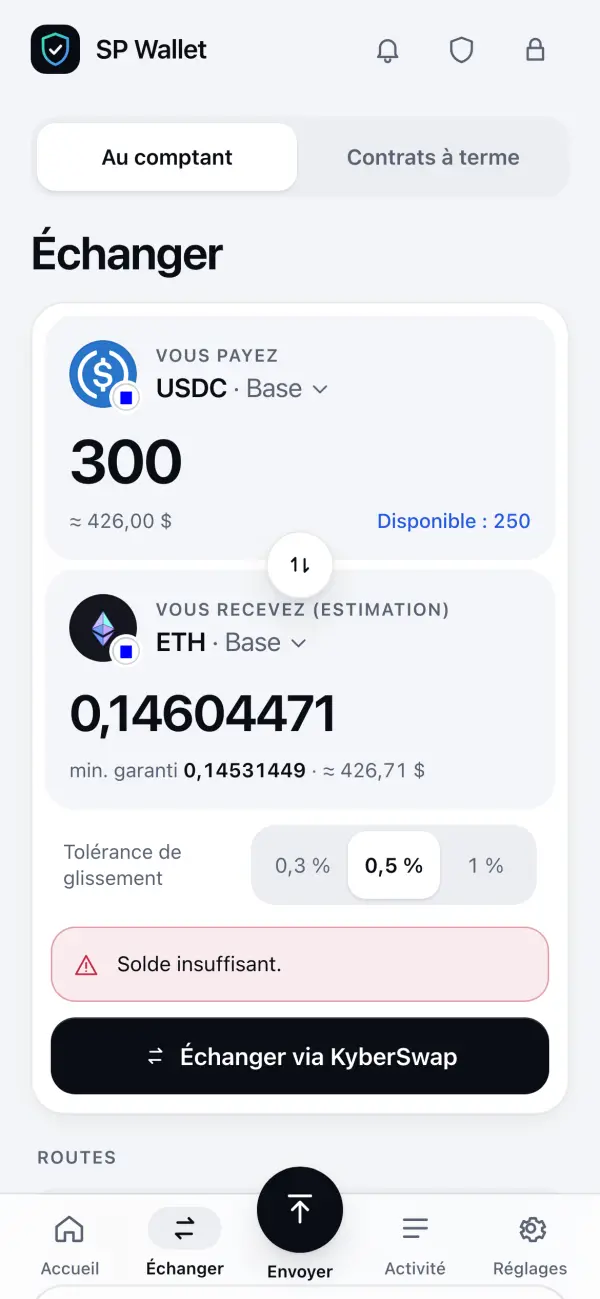 SP Wallet
Au comptant
Contrats à terme
Échanger
VOUS PAYEZ
USDC · Base
300
≈ 426,00 $
Disponible : 250
VOUS RECEVEZ (ESTIMATION)
ETH · Base
0,14604471
min. garanti 0,14531449 · ≈ 426,71 $
Tolérance de
glissement
0,3 %
0,5 %
1 %
Solde insuffisant.
Échanger via KyberSwap
ROUTES
Accueil
Échanger
Envoyer
Activité
Réglages